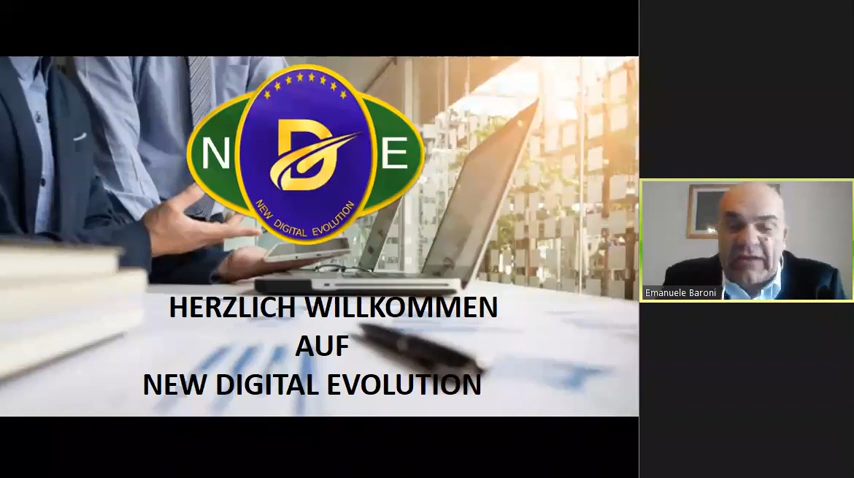 N D E
NEW DIGITAL EVOLUTION
HERZLICH WILLKOMMEN
AUF
NEW DIGITAL EVOLUTION
Emanuele Baroni